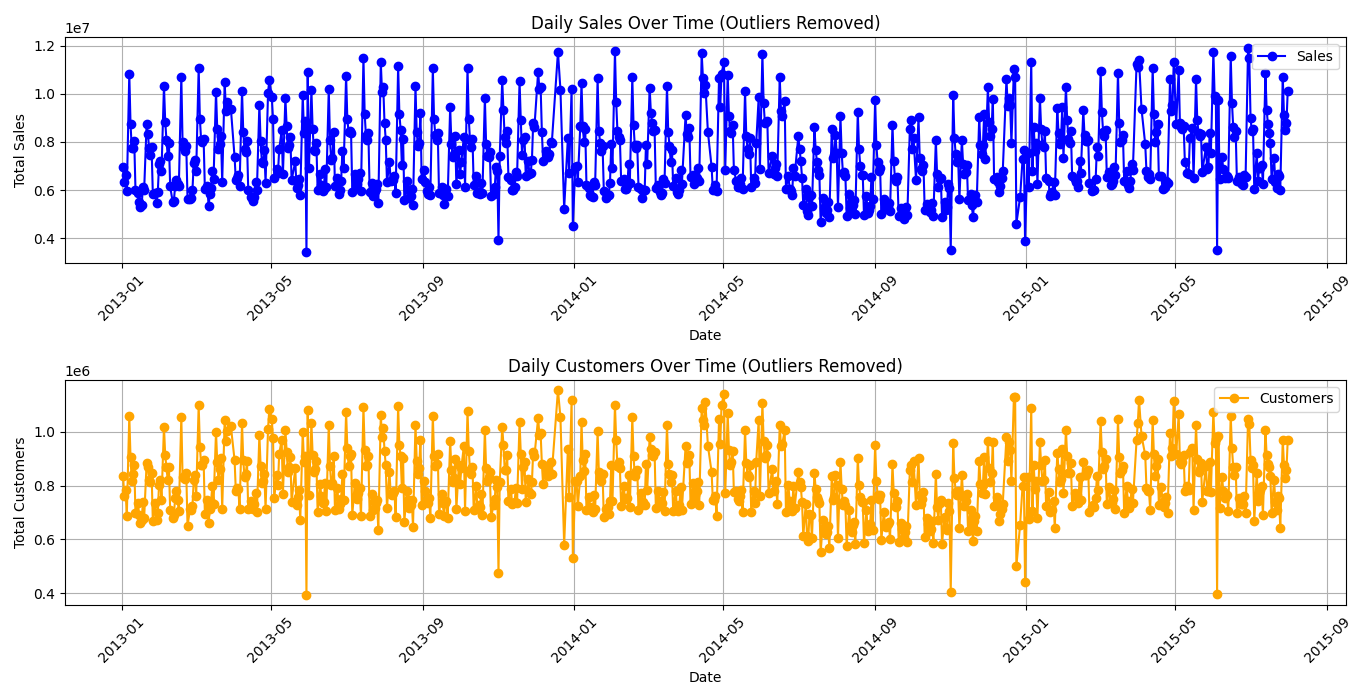 Daily Sales Over Time (Outliers Removed)
1e7
1.2
1.0
0.8
0.6
0.4
Total Sales
Sales
2013-01
2013-05
2013-09
2014-01
2014-05
2014-09
2015-01
2015-05
2015-09
Date
Daily Customers Over Time (Outliers Removed)
1e6
1.0
0.8
0.6
0.4
Total Customers
Customers
2013-01
2013-05
2013-09
2014-01
2014-05
2014-09
2015-01
2015-05
2015-09
Date